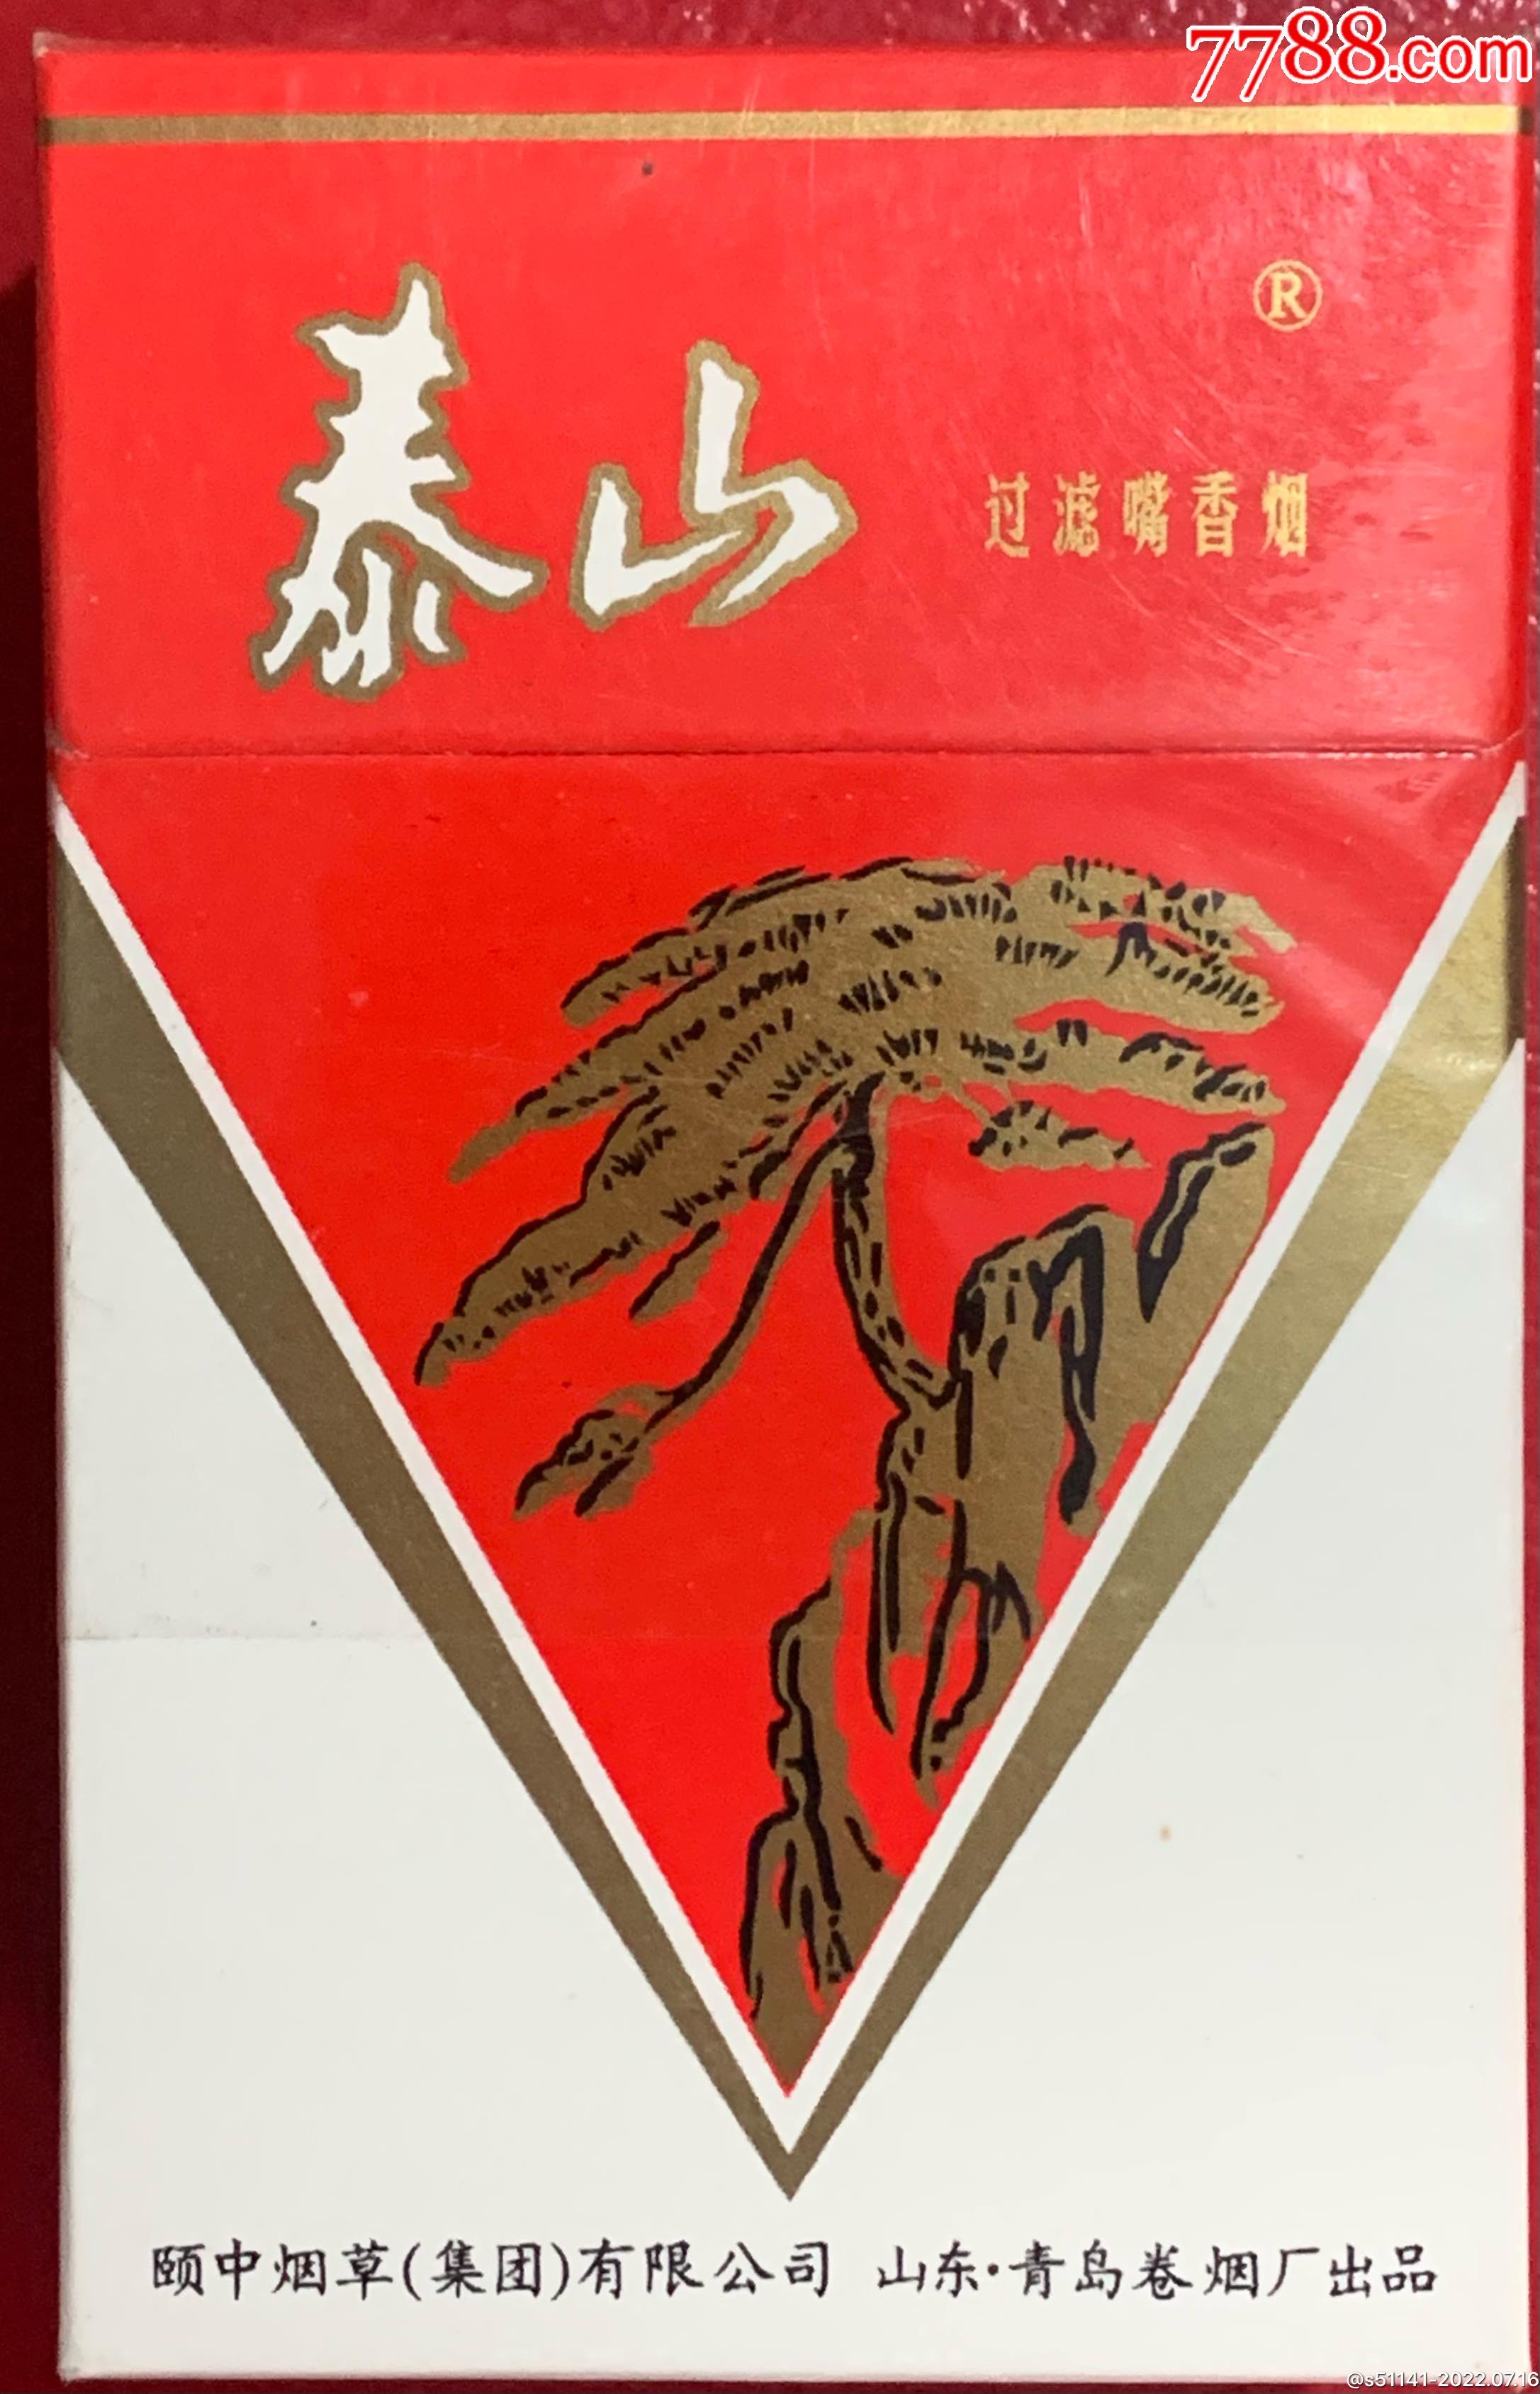 7788.com
®
泰山
过滤嘴香烟
颐中烟草(集团)有限公司 山东·青岛卷烟厂出品
@s51141-2022.07.16